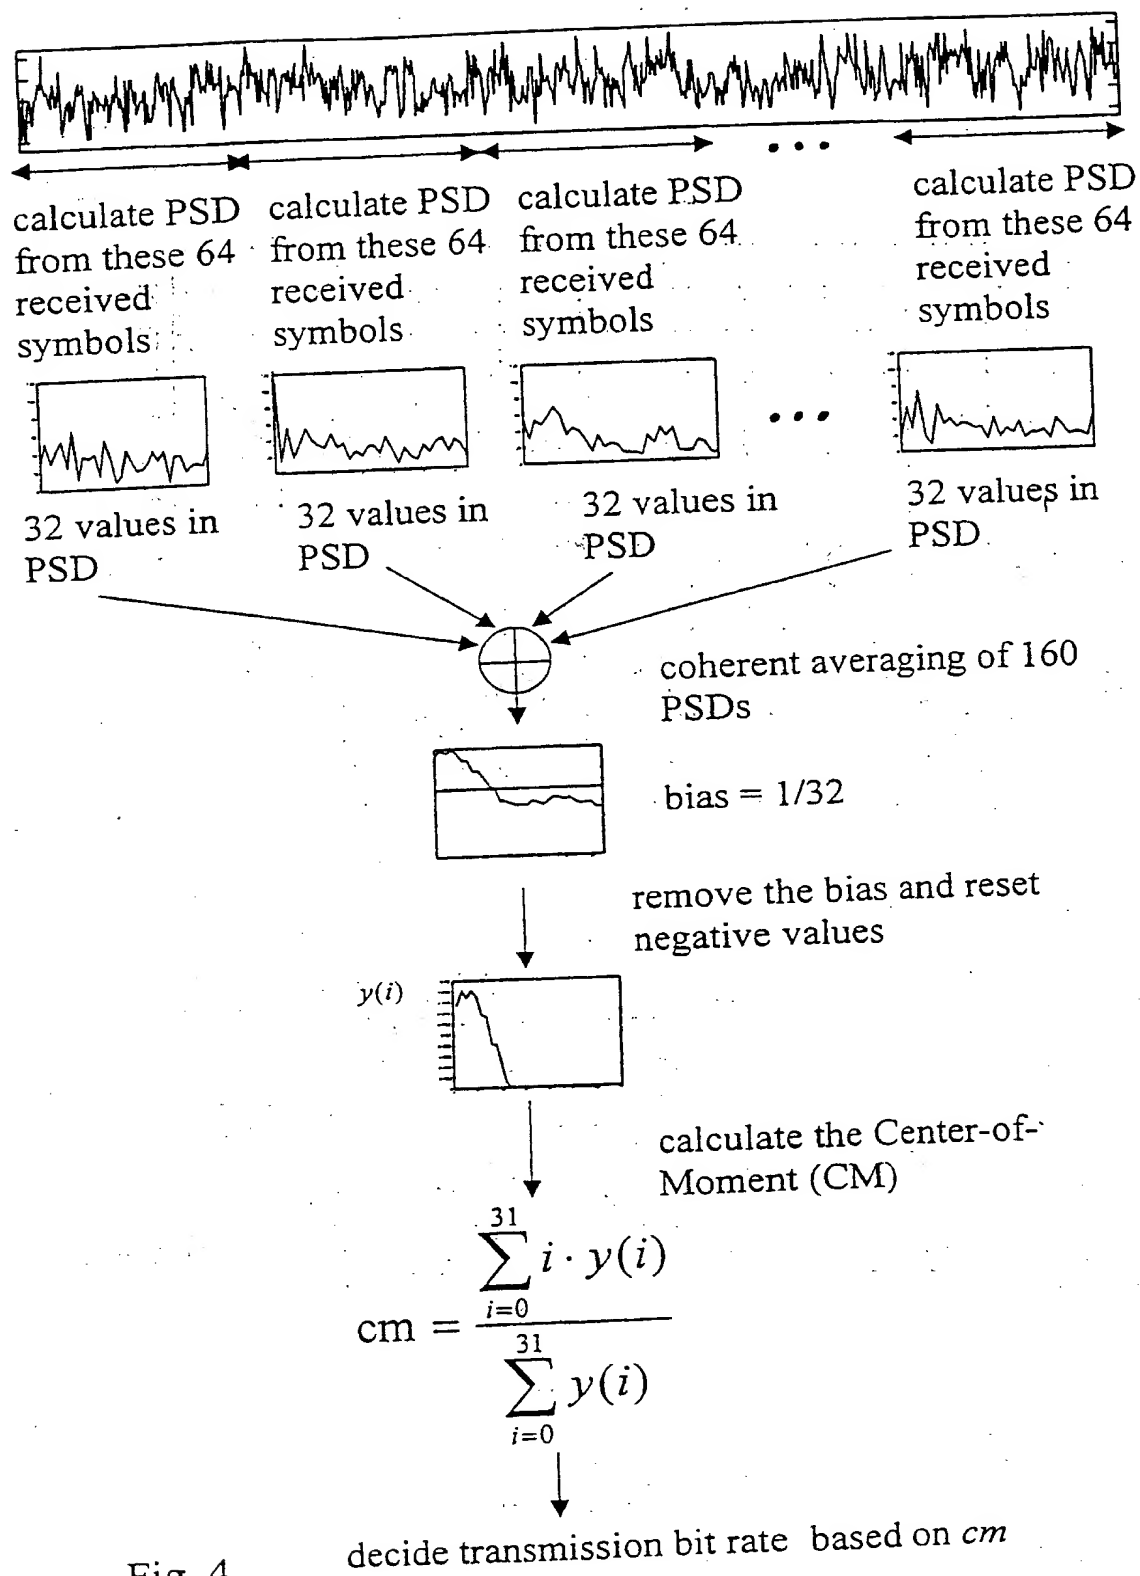 calculate PSD
from these 64
received
symbols
calculate PSD
from these 64
received
symbols
calculate PSD
from these 64
received
symbols
calculate PSD
from these 64
received
symbols
32 values in
PSD
32 values in
PSD
32 values in
PSD
32 values in
PSD
coherent averaging of 160
PSDs
bias = 1/32
remove the bias and reset
negative values
y(i)
calculate the Center-of-
Moment (CM)
31
∑ i · y(i)
i=0
cm =
31
∑ y(i)
i=0
decide transmission bit rate based on cm
Fig. 4